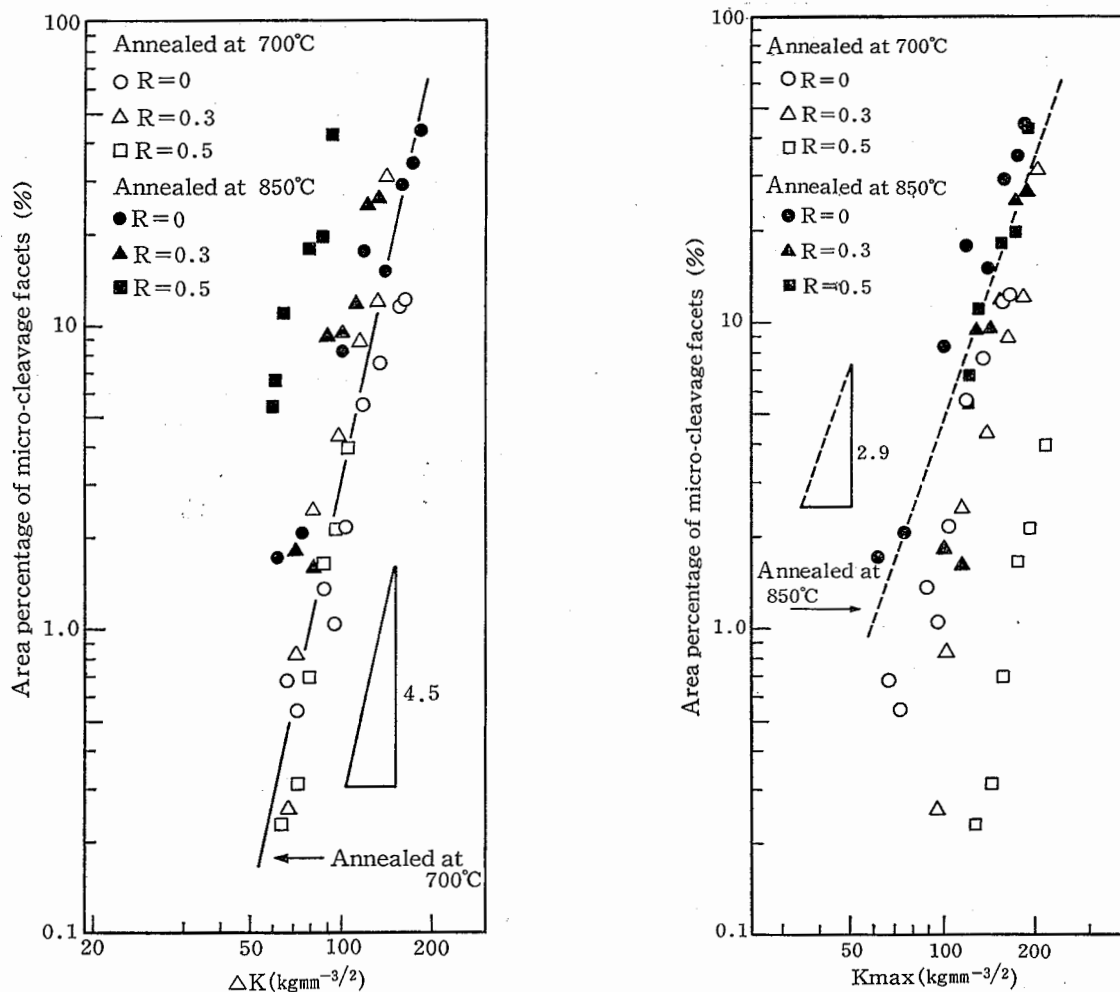 100
Annealed at 700℃
○ R=0
△ R=0.3
□ R=0.5
Annealed at 850℃
● R=0
▲ R=0.3
■ R=0.5
10
1.0
0.1
4.5
Annealed at
700℃
20
50
100
200
△K(kgmm⁻³/²)
Area percentage of micro-cleavage facets (%)
100
Annealed at 700℃
○ R=0
△ R=0.3
□ R=0.5
Annealed at 850℃
● R=0
▲ R=0.3
■ R=0.5
10
2.9
Annealed at
850℃
1.0
0.1
50
100
200
Kmax(kgmm⁻³/²)
Area percentage of micro-cleavage facets (%)